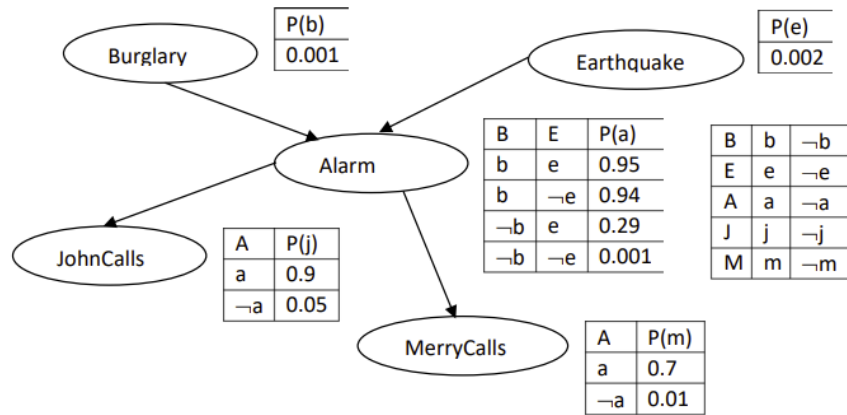 P(b)
0.001
Burglary
P(e)
0.002
Earthquake
Alarm
B E P(a)
b e 0.95
b ¬e 0.94
¬b e 0.29
¬b ¬e 0.001
B b ¬b
E e ¬e
A a ¬a
J j ¬j
M m ¬m
JohnCalls
A P(j)
a 0.9
¬a 0.05
MerryCalls
A P(m)
a 0.7
¬a 0.01